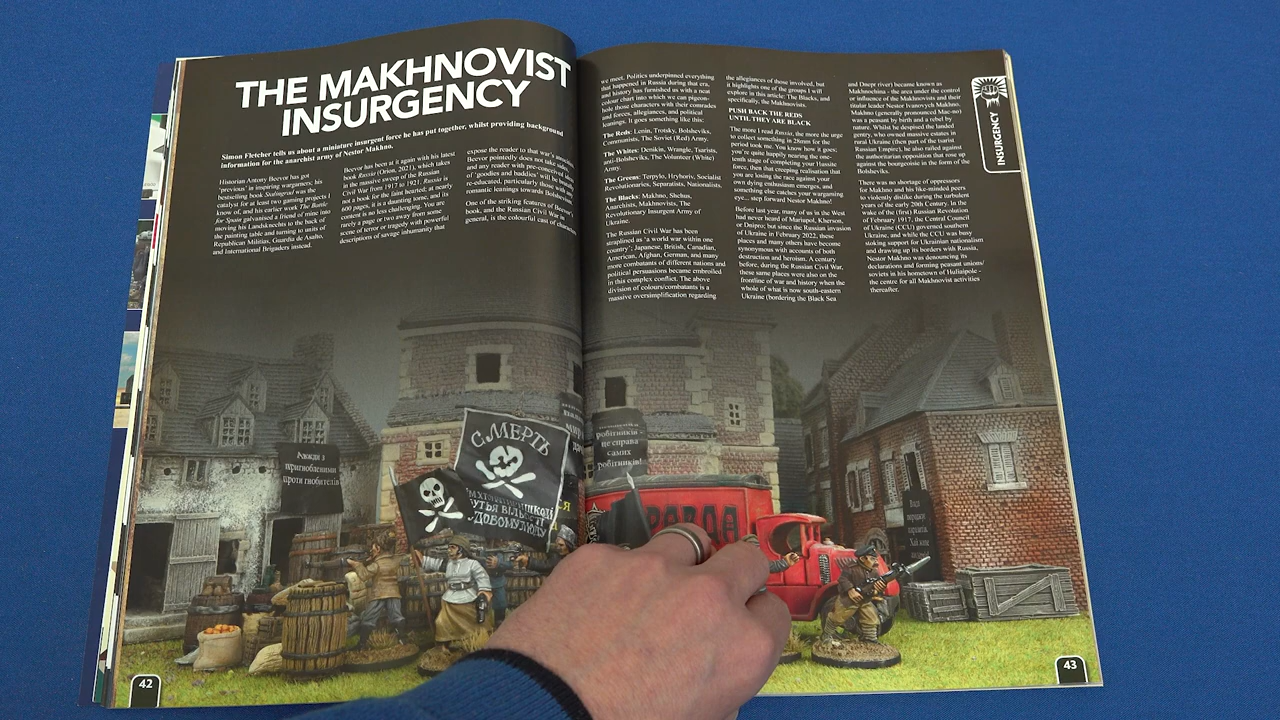 THE MAKHNOVIST
INSURGENCY
Simon Fletcher tells us about a miniature insurgent force he has put together, whilst providing background
information for the anarchist army of Nestor Makhno.
Historian Antony Beevor has got
'previous' in inspiring wargamers; his
bestselling book Stalingrad was the
catalyst for at least two gaming projects I
know of, and his earlier work The Battle
for Spain galvanised a friend of mine into
moving his Landsknechts to the back of
the painting table and turning to units of
Republican Militias, Guardia de Asalto,
and International Brigaders instead.
Beevor has been at it again with his latest
book Russia (Orion, 2021), which takes
in the massive sweep of the Russian
Civil War from 1917 to 1921. Russia is
not a book for the faint hearted; at nearly
600 pages, it is a daunting tome, and its
content is no less challenging. You are
rarely a page or two away from some
scene of terror or tragedy with powerful
descriptions of savage inhumanity that
expose the reader to that war's
Beevor pointedly does not take
and any reader with pre-conceived
of 'goodies and baddies' will be
re-educated, particularly those with
romantic leanings towards Bolshevism.
One of the striking features of Beevor's
book, and the Russian Civil War in
general, is the colourful cast of characters
we meet. Politics underpinned everything
that happened in Russia during that era,
and history has furnished us with a neat
colour chart into which we can pigeon-
hole those characters with their comrades
and forces, allegiances, and political
leanings. It goes something like this:
The Reds: Lenin, Trotsky, Bolsheviks,
Communists, The Soviet (Red) Army.
The Whites: Denikin, Wrangle, Tsarists,
anti-Bolsheviks, The Volunteer (White)
Army.
The Greens: Terpylo, Hryhoriv, Socialist
Revolutionaries, Separatists, Nationalists.
The Blacks: Makhno, Shchus,
Anarchists, Makhnovists, The
Revolutionary Insurgent Army of
Ukraine.
The Russian Civil War has been
straplined as 'a world war within one
country'; Japanese, British, Canadian,
American, Afghan, German, and many
more combatants of different nations and
political persuasions became embroiled
in this complex conflict. The above
division of colours/combatants is a
massive oversimplification regarding
the allegiances of those involved, but
it highlights one of the groups I will
explore in this article: The Blacks, and
specifically, the Makhnovists.
PUSH BACK THE REDS
UNTIL THEY ARE BLACK
The more I read Russia, the more the urge
to collect something in 28mm for the
period took me. You know how it goes;
you're quite happily nearing the one-
tenth stage of completing your Hussite
force, then that creeping realisation that
you are losing the race against your
own dying enthusiasm emerges, and
something else catches your wargaming
eye... step forward Nestor Makhno!
Before last year, many of us in the West
had never heard of Mariupol, Kherson,
or Dnipro; but since the Russian invasion
of Ukraine in February 2022, these
places and many others have become
synonymous with accounts of both
destruction and heroism. A century
before, during the Russian Civil War,
these same places were also on the
frontline of war and history when the
whole of what is now south-eastern
Ukraine (bordering the Black Sea
and Dnepr river) became known as
Makhnochina - the area under the control
or influence of the Makhnovists and their
titular leader Nestor Ivanovych Makhno.
Makhno (generally pronounced Mac-no)
was a peasant by birth and a rebel by
nature. Whilst he despised the landed
gentry, who owned massive estates in
rural Ukraine (then part of the tsarist
Russian Empire), he also railed against
the authoritarian opposition that rose up
against the bourgeoisie in the form of the
Bolsheviks.
There was no shortage of oppressors
for Makhno and his like-minded peers
to violently dislike during the turbulent
years of the early 20th Century. In the
wake of the (first) Russian Revolution
of February 1917, the Central Council
of Ukraine (CCU) governed southern
Ukraine, and while the CCU was busy
stoking support for Ukrainian nationalism
and drawing up its borders with Russia,
Nestor Makhno was denouncing its
declarations and forming peasant unions/
soviets in his hometown of Huliaipole -
the centre for all Makhnovist activities
thereafter.
INSURGENCY
Завжди з
пригнобленими
проти гнобителів
СМЕРТЬ
робітників –
це справа
самих
робітників!
42
43